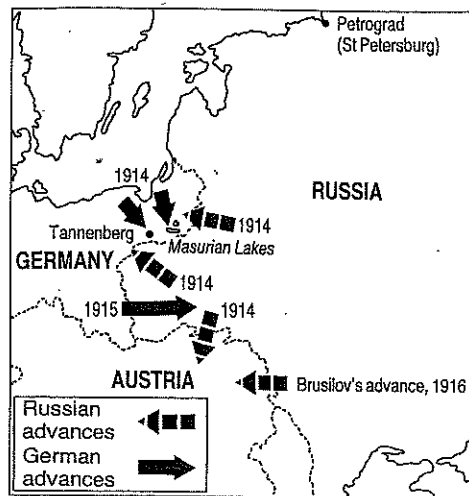 Petrograd
(St Petersburg)
1914
RUSSIA
1914
Tannenberg
Masurian Lakes
GERMANY
1914
1915
1914
AUSTRIA
Brusilov's advance, 1916
Russian
advances
German
advances